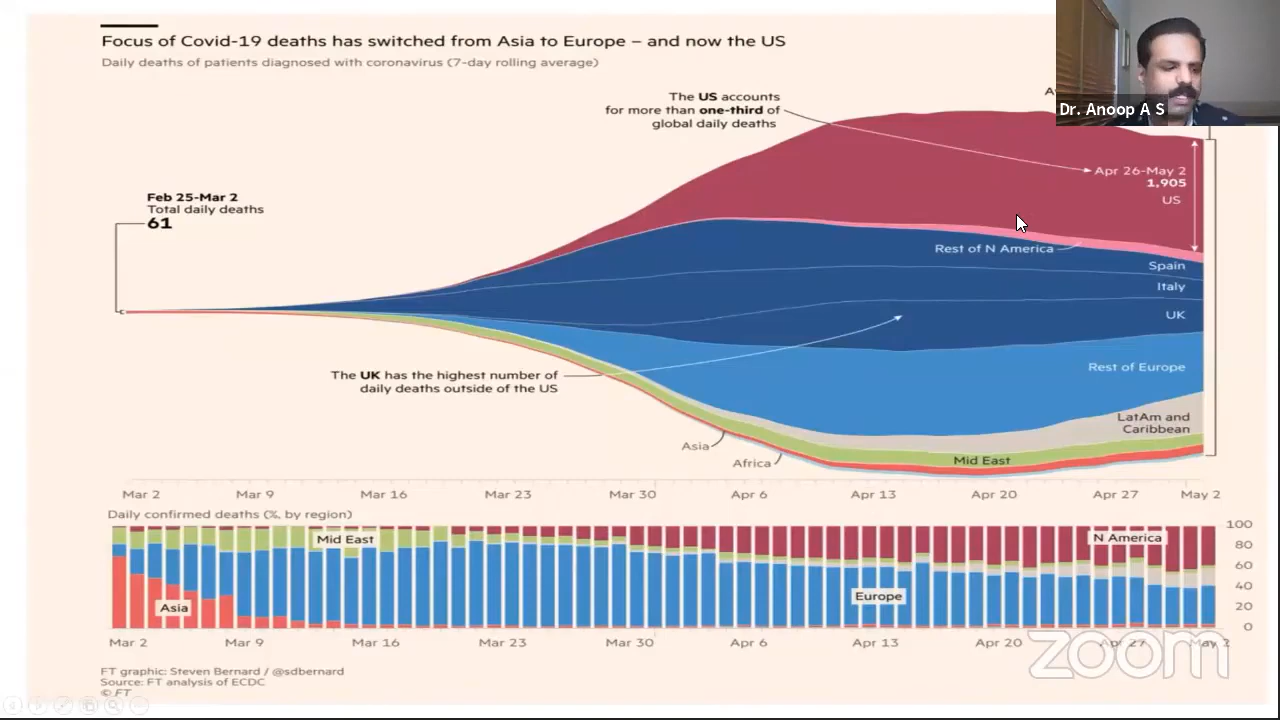 Focus of Covid-19 deaths has switched from Asia to Europe – and now the US
Daily deaths of patients diagnosed with coronavirus (7-day rolling average)
Dr. Anoop A S
The US accounts
for more than one-third of
global daily deaths
Apr 26-May 2
1,905
US
Feb 25-Mar 2
Total daily deaths
61
Rest of N America
Spain
Italy
UK
The UK has the highest number of
daily deaths outside of the US
Rest of Europe
LatAm and
Caribbean
Asia
Africa
Mid East
Mar 2 Mar 9 Mar 16 Mar 23 Mar 30 Apr 6 Apr 13 Apr 20 Apr 27 May 2
Daily confirmed deaths (%, by region)
100
80
60
40
20
0
Mid East
N America
Asia
Europe
Mar 2 Mar 9 Mar 16 Mar 23 Mar 30 Apr 6 Apr 13 Apr 20 Apr 27 May 2
zoom
FT graphic: Steven Bernard / @sdbernard
Source: FT analysis of ECDC
© FT